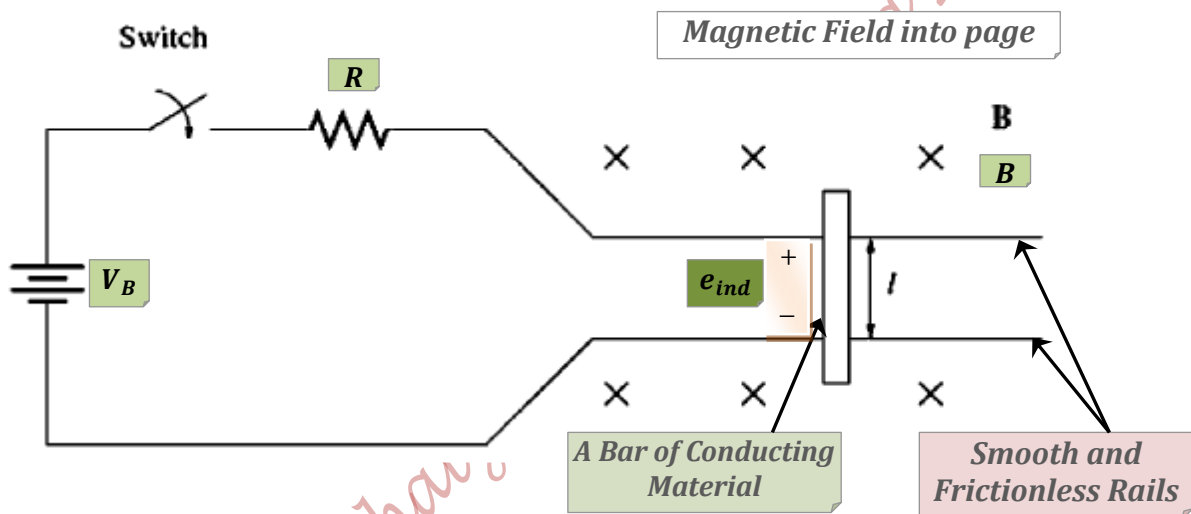 Magnetic Field into page
Switch
R
B
B
V_B
e_ind
+
−
l
A Bar of Conducting
Material
Smooth and
Frictionless Rails